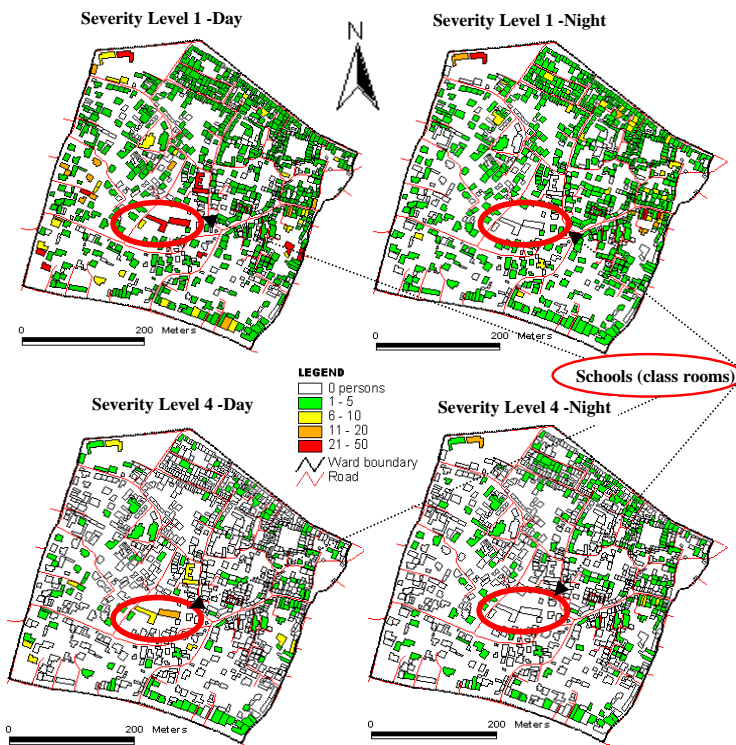 Severity Level 1 -Day
Severity Level 1 -Night
N
0 200 Meters
0 200 Meters
LEGEND
0 persons
1 - 5
6 - 10
11 - 20
21 - 50
Ward boundary
Road
Schools (class rooms)
Severity Level 4 -Day
Severity Level 4 -Night
0 200 Meters
0 200 Meters